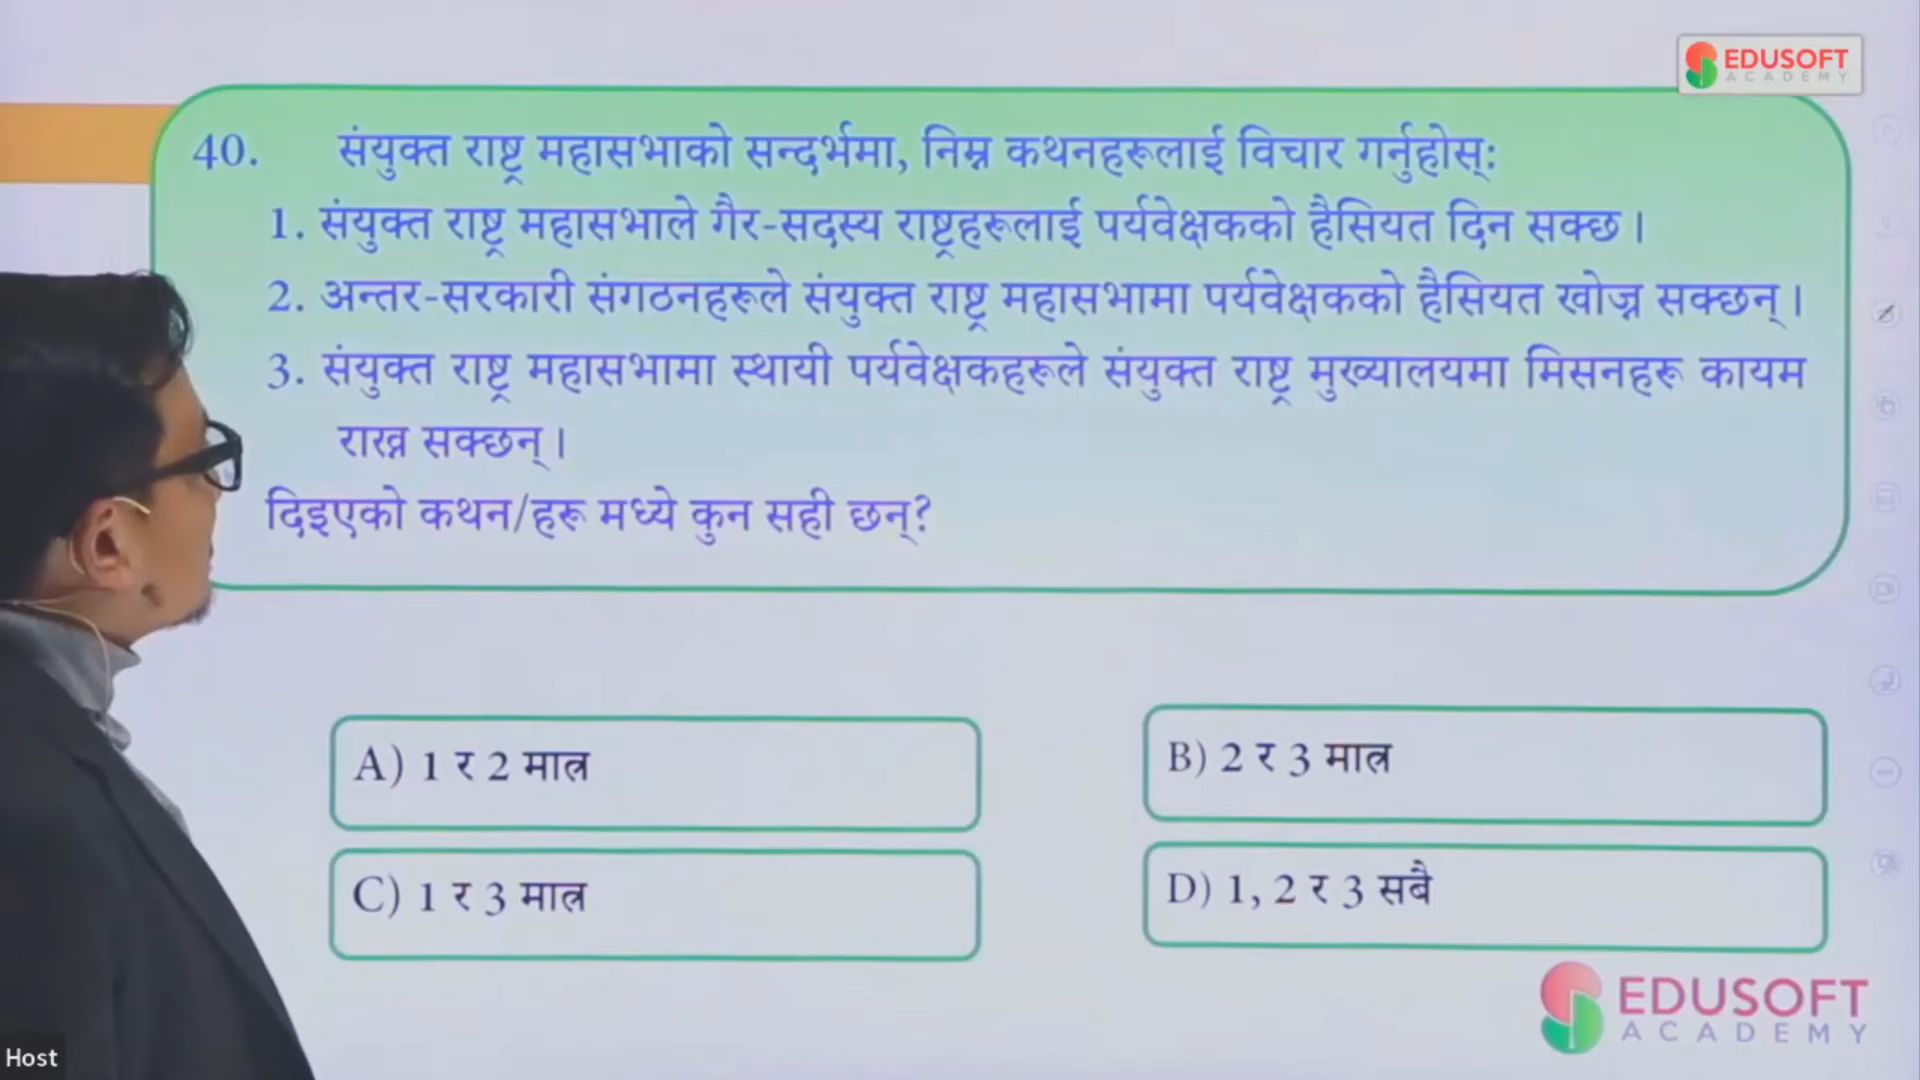 EDUSOFT
ACADEMY
40. संयुक्त राष्ट्र महासभाको सन्दर्भमा, निम्न कथनहरूलाई विचार गर्नुहोस्:
1. संयुक्त राष्ट्र महासभाले गैर-सदस्य राष्ट्रहरूलाई पर्यवेक्षकको हैसियत दिन सक्छ।
2. अन्तर-सरकारी संगठनहरूले संयुक्त राष्ट्र महासभामा पर्यवेक्षकको हैसियत खोज्न सक्छन्।
3. संयुक्त राष्ट्र महासभामा स्थायी पर्यवेक्षकहरूले संयुक्त राष्ट्र मुख्यालयमा मिसनहरू कायम
राख्न सक्छन्।
दिइएको कथन/हरू मध्ये कुन सही छन्?
A) 1 र 2 मात्र
B) 2 र 3 मात्र
C) 1 र 3 मात्र
D) 1, 2 र 3 सबै
EDUSOFT
ACADEMY
Host